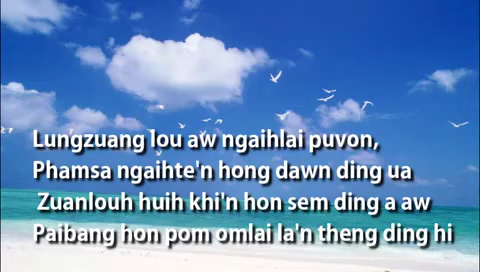 Lungzuang lou aw ngaihlai puvon,
Phamsa ngaihte'n hong dawn ding ua
Zuanlouh huih khi'n hon sem ding a aw
Paibang hon pom omlai la'n theng ding hi